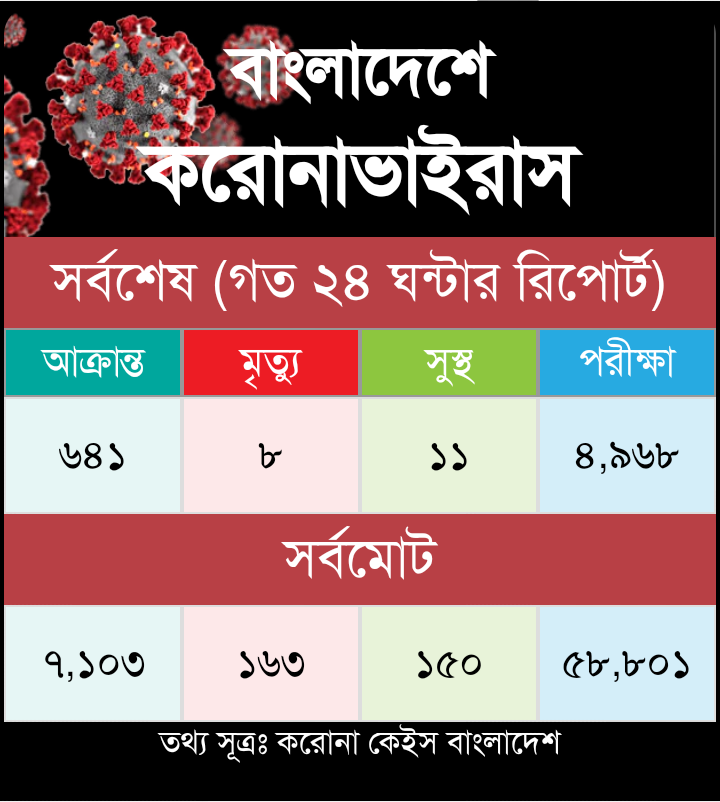 বাংলাদেশে
করোনাভাইরাস
সর্বশেষ (গত ২৪ ঘন্টার রিপোর্ট)
আক্রান্ত মৃত্যু সুস্থ পরীক্ষা
৬৪১ ৮ ১১ ৪,৯৬৮
সর্বমোট
৭,১০৩ ১৬৩ ১৫০ ৫৮,৮০১
তথ্য সূত্রঃ করোনা কেইস বাংলাদেশ